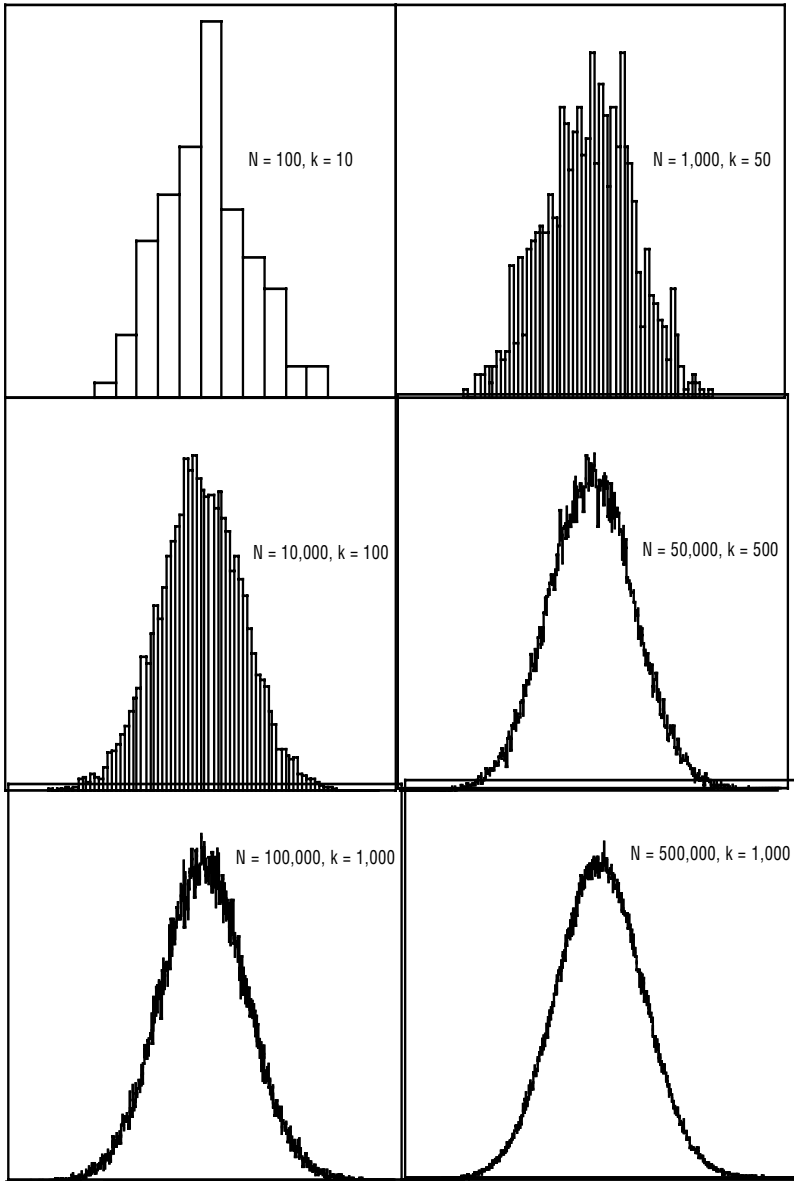 N = 100, k = 10
N = 1,000, k = 50
N = 10,000, k = 100
N = 50,000, k = 500
N = 100,000, k = 1,000
N = 500,000, k = 1,000